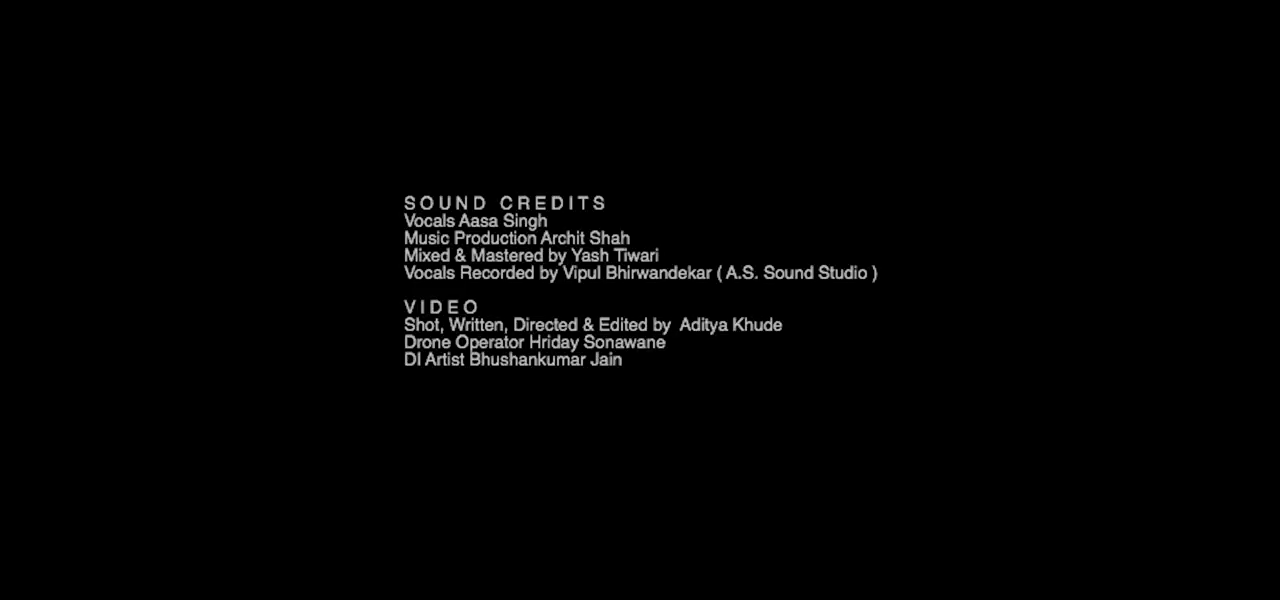 SOUND CREDITS
Vocals Aasa Singh
Music Production Archit Shah
Mixed & Mastered by Yash Tiwari
Vocals Recorded by Vipul Bhirwandekar ( A.S. Sound Studio )
VIDEO
Shot, Written, Directed & Edited by  Aditya Khude
Drone Operator Hriday Sonawane
DI Artist Bhushankumar Jain